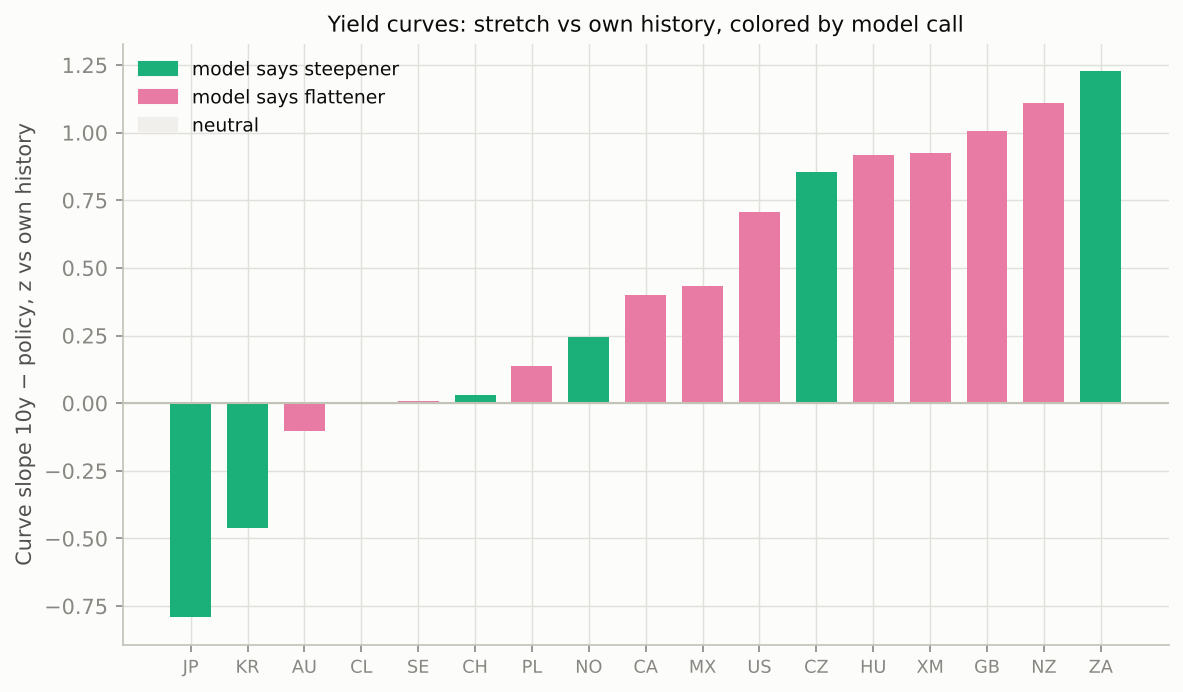 Yield curves: stretch vs own history, colored by model call
model says steepener
model says flattener
neutral
Curve slope 10y − policy, z vs own history
1.25
1.00
0.75
0.50
0.25
0.00
−0.25
−0.50
−0.75
JP KR AU CL SE CH PL NO CA MX US CZ HU XM GB NZ ZA